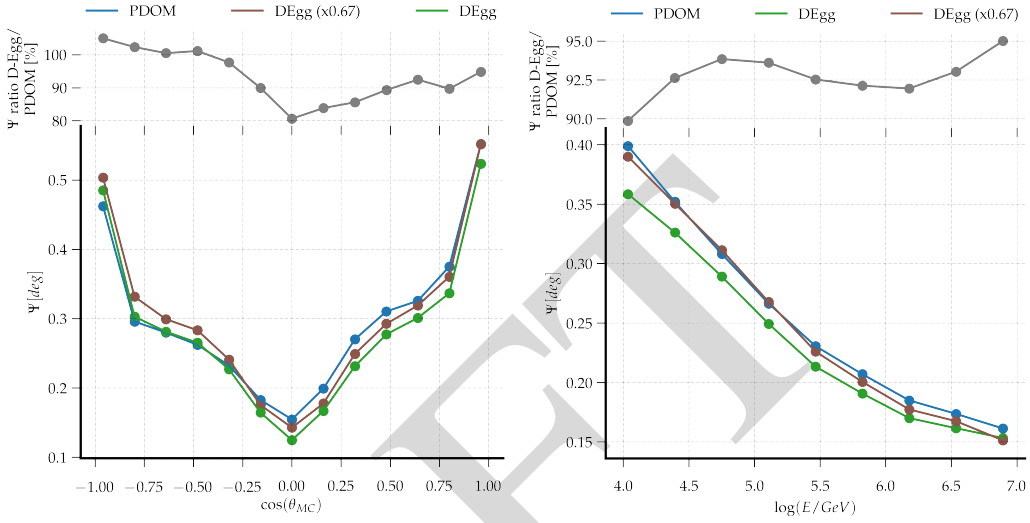 PDOM DEgg (x0.67) DEgg
Ψ ratio D-Egg/
PDOM [%]
100
90
80
Ψ[deg]
0.5
0.4
0.3
0.2
0.1
−1.00 −0.75 −0.50 −0.25 0.00 0.25 0.50 0.75 1.00
cos(θMC)
PDOM DEgg DEgg (x0.67)
Ψ ratio D-Egg/
PDOM [%]
95.0
92.5
90.0
Ψ[deg]
0.40
0.35
0.30
0.25
0.20
0.15
4.0 4.5 5.0 5.5 6.0 6.5 7.0
log(E/GeV)